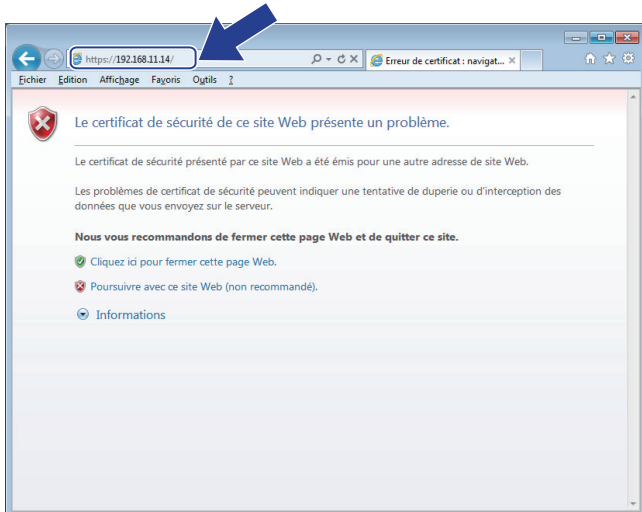 https://192.168.11.14/
Erreur de certificat : navigat...
Fichier Edition Affichage Favoris Outils ?
Le certificat de sécurité de ce site Web présente un problème.
Le certificat de sécurité présenté par ce site Web a été émis pour une autre adresse de site Web.
Les problèmes de certificat de sécurité peuvent indiquer une tentative de duperie ou d'interception des
données que vous envoyez sur le serveur.
Nous vous recommandons de fermer cette page Web et de quitter ce site.
Cliquez ici pour fermer cette page Web.
Poursuivre avec ce site Web (non recommandé).
Informations